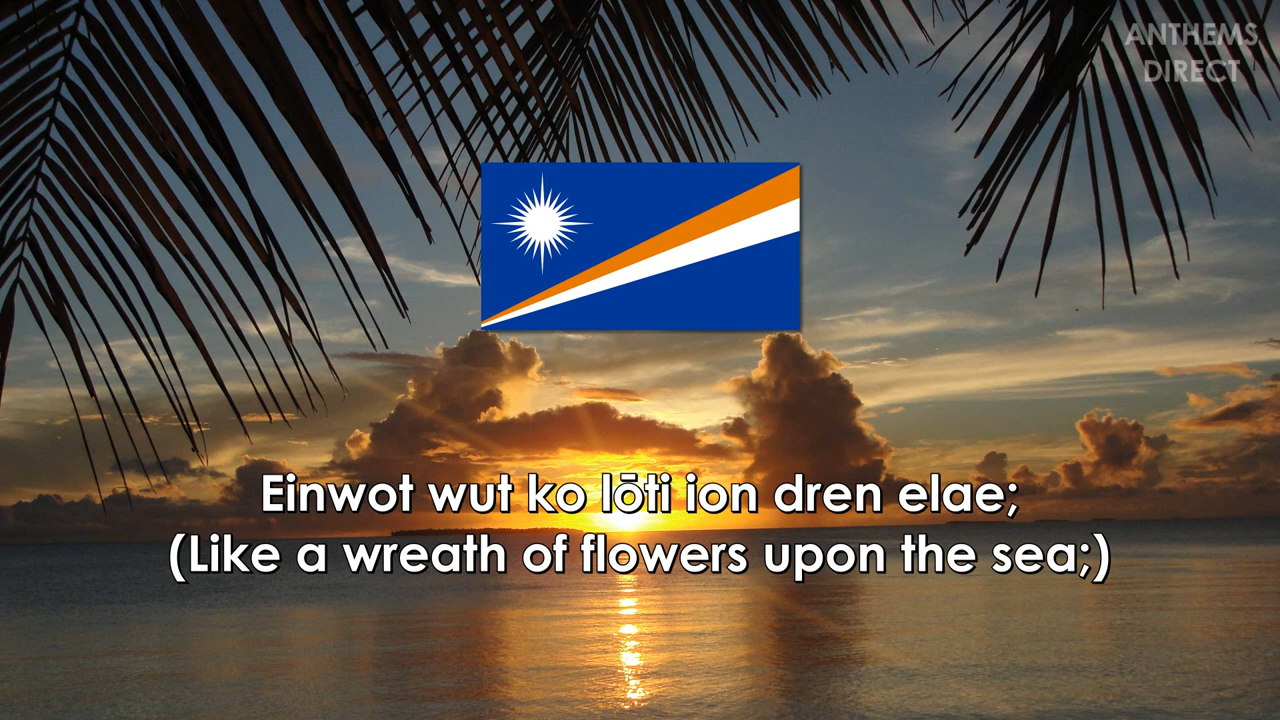 ANTHEMS
DIRECT
Einwot wut ko lōti ion dren elae;
(Like a wreath of flowers upon the sea;)